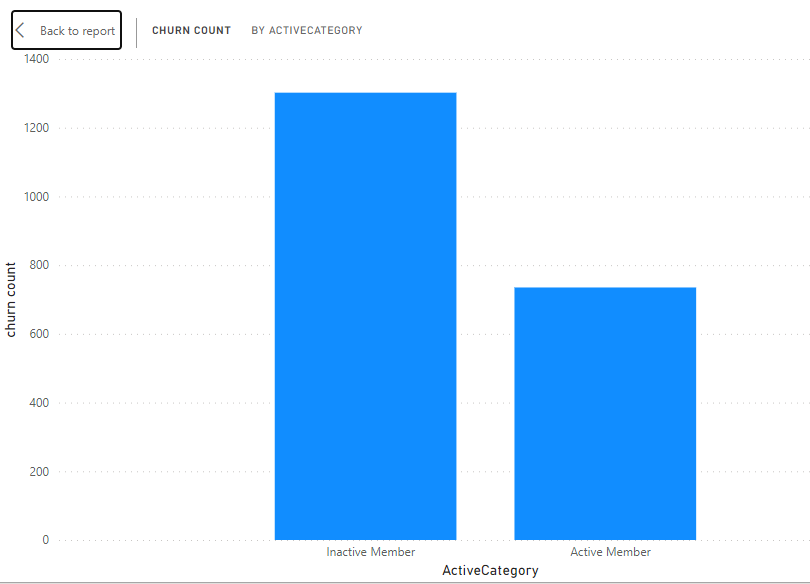 Back to report
CHURN COUNT
BY ACTIVECATEGORY
1400
1200
1000
800
600
400
200
0
churn count
Inactive Member
Active Member
ActiveCategory